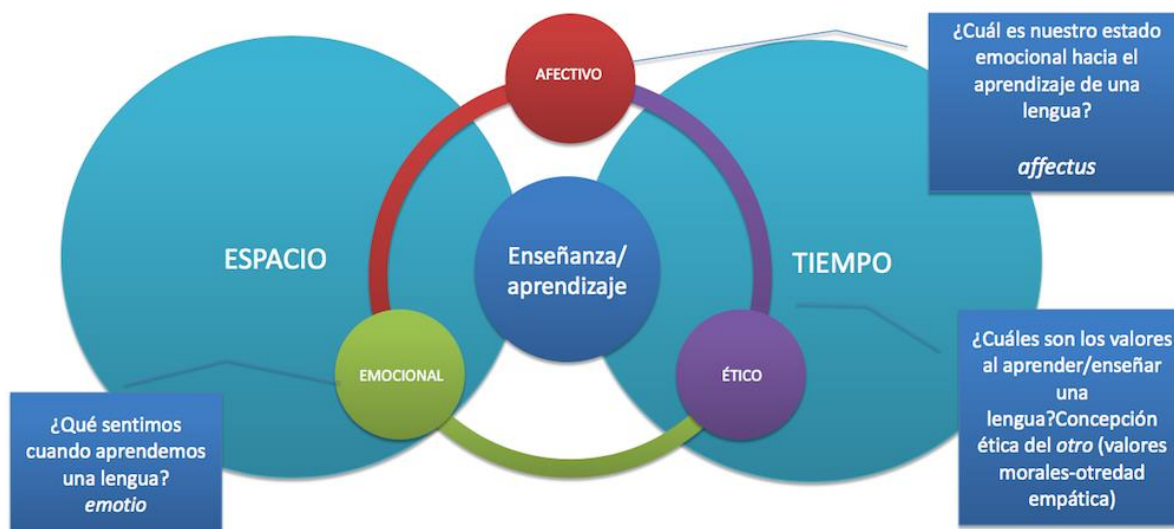 AFECTIVO
¿Cuál es nuestro estado
emocional hacia el
aprendizaje de una
lengua?
affectus
ESPACIO
Enseñanza/
aprendizaje
TIEMPO
EMOCIONAL
ÉTICO
¿Qué sentimos
cuando aprendemos
una lengua?
emotio
¿Cuáles son los valores
al aprender/enseñar
una
lengua?Concepción
ética del otro (valores
morales-otredad
empática)